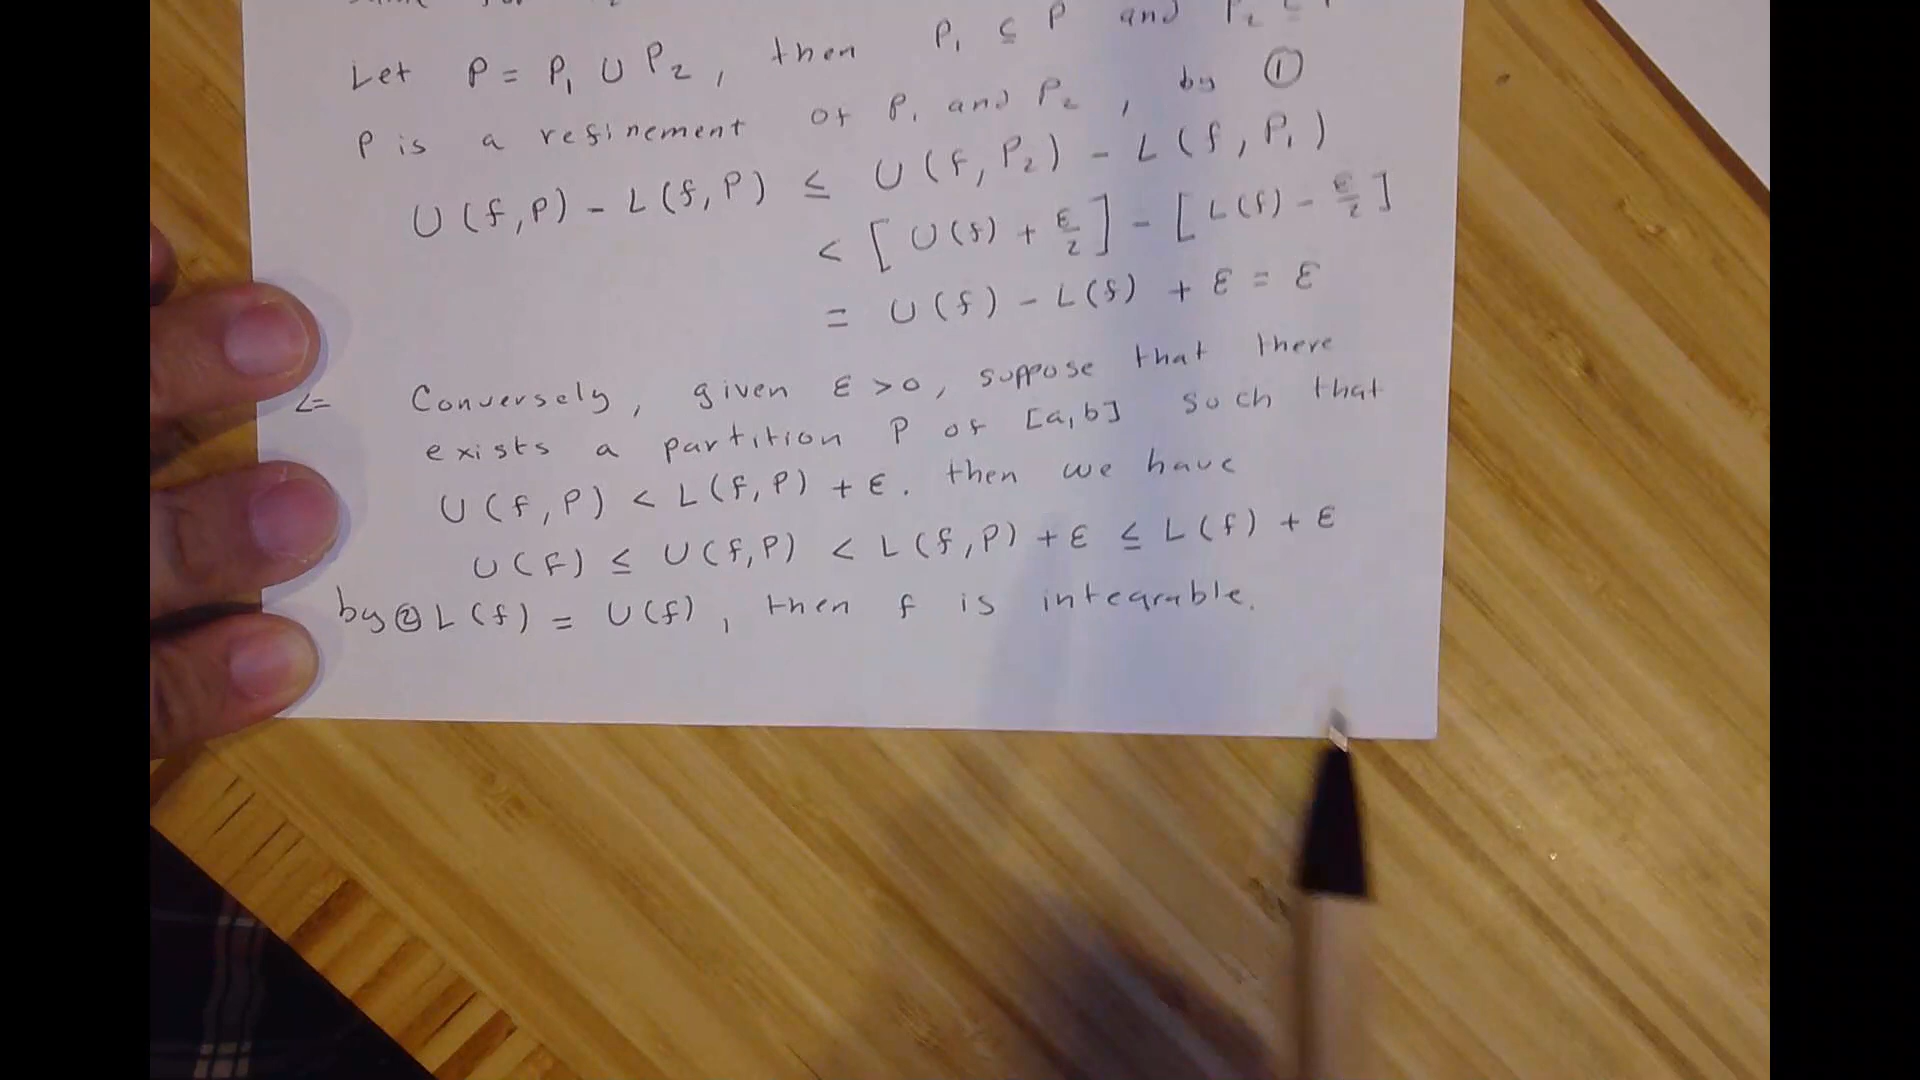 Let P = P₁ ∪ P₂, then P₁ ⊆ P and P₂ ⊆
P is a refinement of P₁ and P₂, by ①
U(f,P) - L(f,P) ≤ U(f,P₂) - L(f,P₁)
< [U(f) + ε/2] - [L(f) - ε/2]
= U(f) - L(f) + ε = ε
<= Conversely, given ε > 0, suppose that there
exists a partition P of [a,b] such that
U(f,P) < L(f,P) + ε. then we have
U(f) ≤ U(f,P) < L(f,P) + ε ≤ L(f) + ε
by ② L(f) = U(f), then f is integrable.